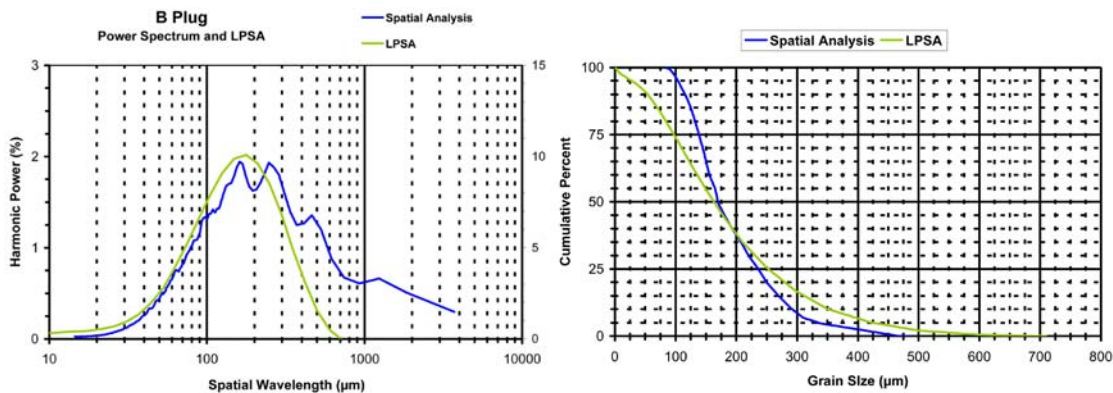 B Plug
Power Spectrum and LPSA
Spatial Analysis
LPSA
3
2
1
0
Harmonic Power (%)
15
10
5
0
10
100
1000
10000
Spatial Wavelength (µm)
Spatial Analysis
LPSA
100
75
50
25
0
Cumulative Percent
0
100
200
300
400
500
600
700
800
Grain SIze (µm)